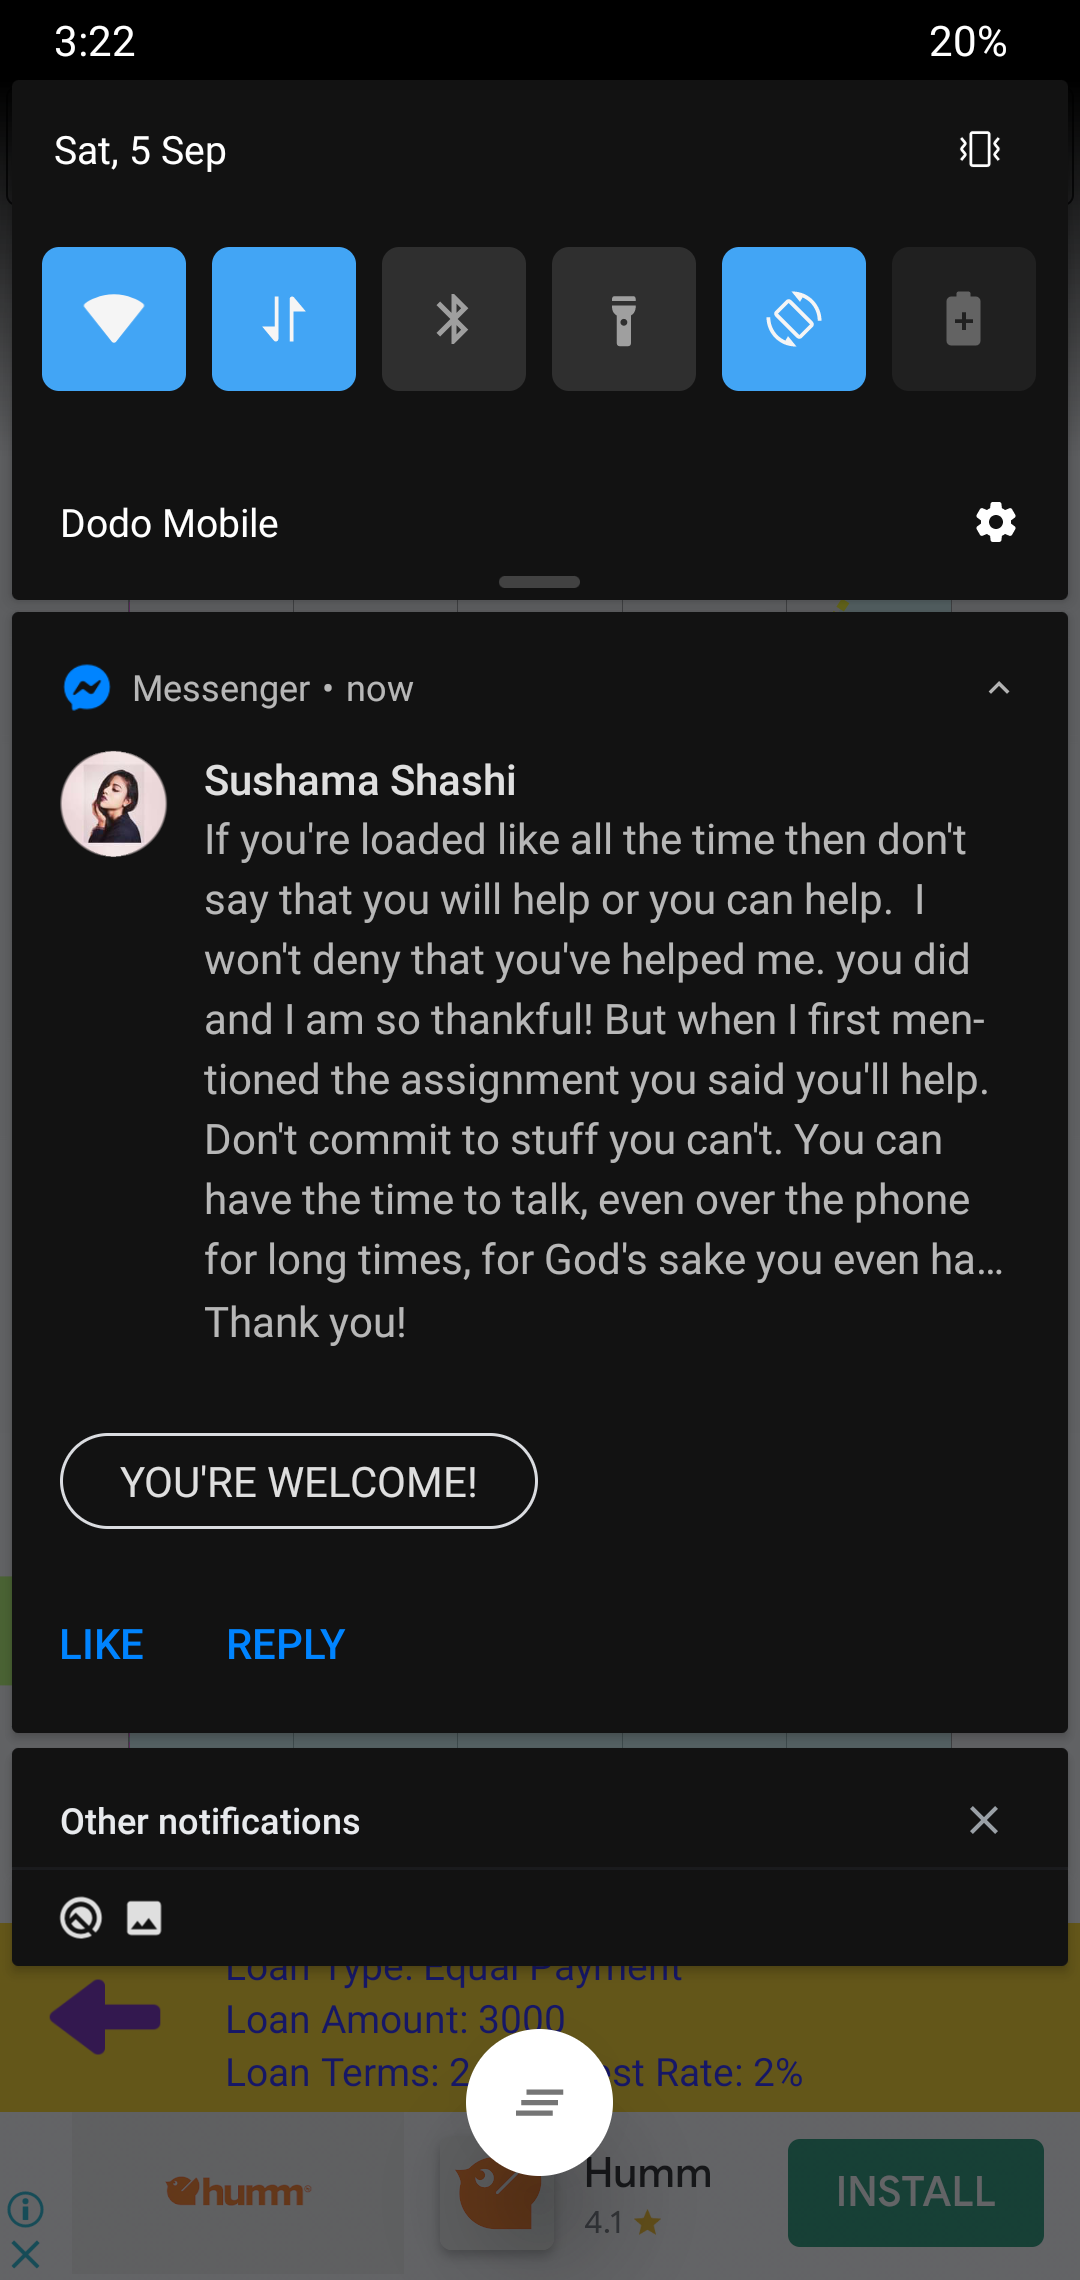 3:22
20%
Sat, 5 Sep
Dodo Mobile
Messenger • now
Sushama Shashi
If you're loaded like all the time then don't
say that you will help or you can help.  I
won't deny that you've helped me. you did
and I am so thankful! But when I first men-
tioned the assignment you said you'll help.
Don't commit to stuff you can't. You can
have the time to talk, even over the phone
for long times, for God's sake you even ha...
Thank you!
YOU'RE WELCOME!
LIKE REPLY
Other notifications
Loan Type: Equal Payment
Loan Amount: 3000
Loan Terms: 2 st Rate: 2%
humm
Humm
4.1
INSTALL